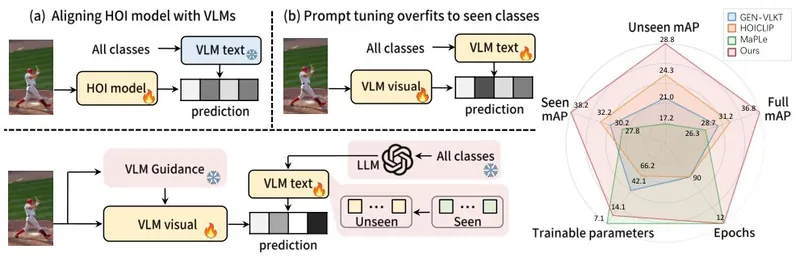 (a) Aligning HOI model with VLMs
All classes
VLM text
HOI model
prediction
(b) Prompt tuning overfits to seen classes
All classes
VLM text
VLM visual
prediction
VLM Guidance
VLM visual
LLM
All classes
VLM text
prediction
Unseen
Seen
GEN-VLKT
HOICLIP
MaPLe
Ours
Unseen mAP
28.8
24.3
21.0
17.2
Seen
mAP
38.2
32.2
30.2
27.8
Full
mAP
36.8
31.2
28.7
26.3
66.2
42.1
14.1
7.1
Trainable parameters
90
12
Epochs